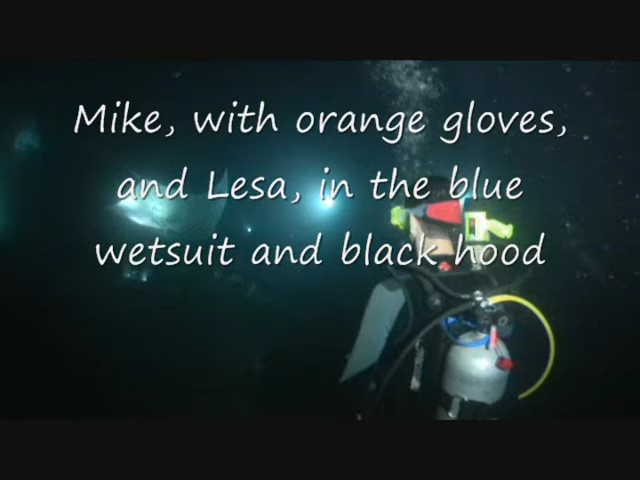 Mike, with orange gloves,
and Lesa, in the blue
wetsuit and black hood